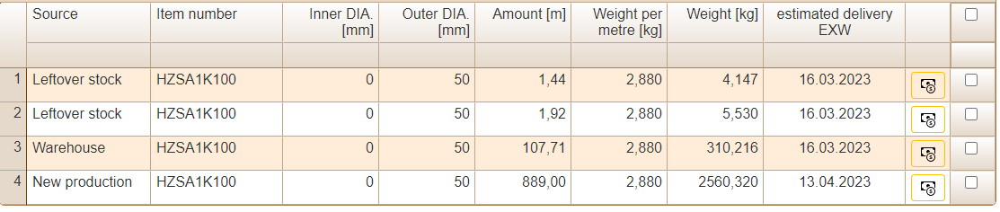 Source Item number Inner DIA. [mm] Outer DIA. [mm] Amount [m] Weight per metre [kg] Weight [kg] estimated delivery EXW
1 Leftover stock HZSA1K100 0 50 1,44 2,880 4,147 16.03.2023
2 Leftover stock HZSA1K100 0 50 1,92 2,880 5,530 16.03.2023
3 Warehouse HZSA1K100 0 50 107,71 2,880 310,216 16.03.2023
4 New production HZSA1K100 0 50 889,00 2,880 2560,320 13.04.2023